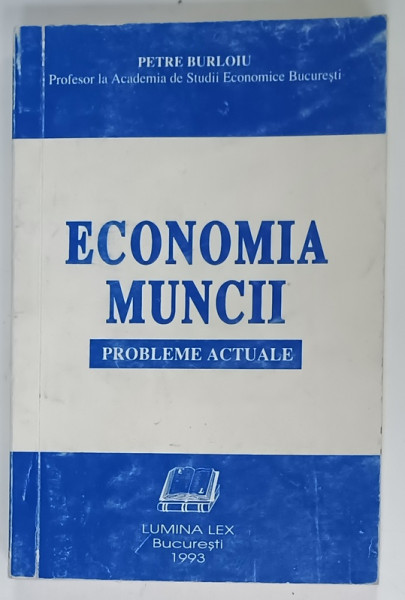 PETRE BURLOIU
Profesor la Academia de Studii Economice București
ECONOMIA
MUNCII
PROBLEME ACTUALE
L L
LUMINA LEX
București
1993